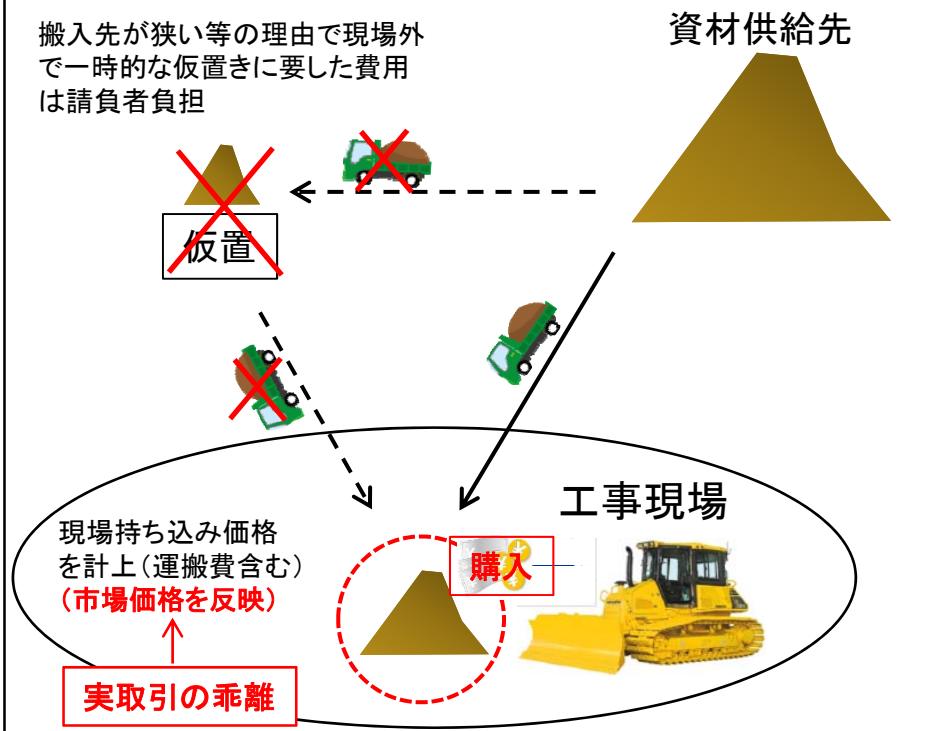 搬入先が狭い等の理由で現場外
で一時的な仮置きに要した費用
は請負者負担
資材供給先
仮置
工事現場
現場持ち込み価格
を計上(運搬費含む)
(市場価格を反映)
購入
実取引の乖離